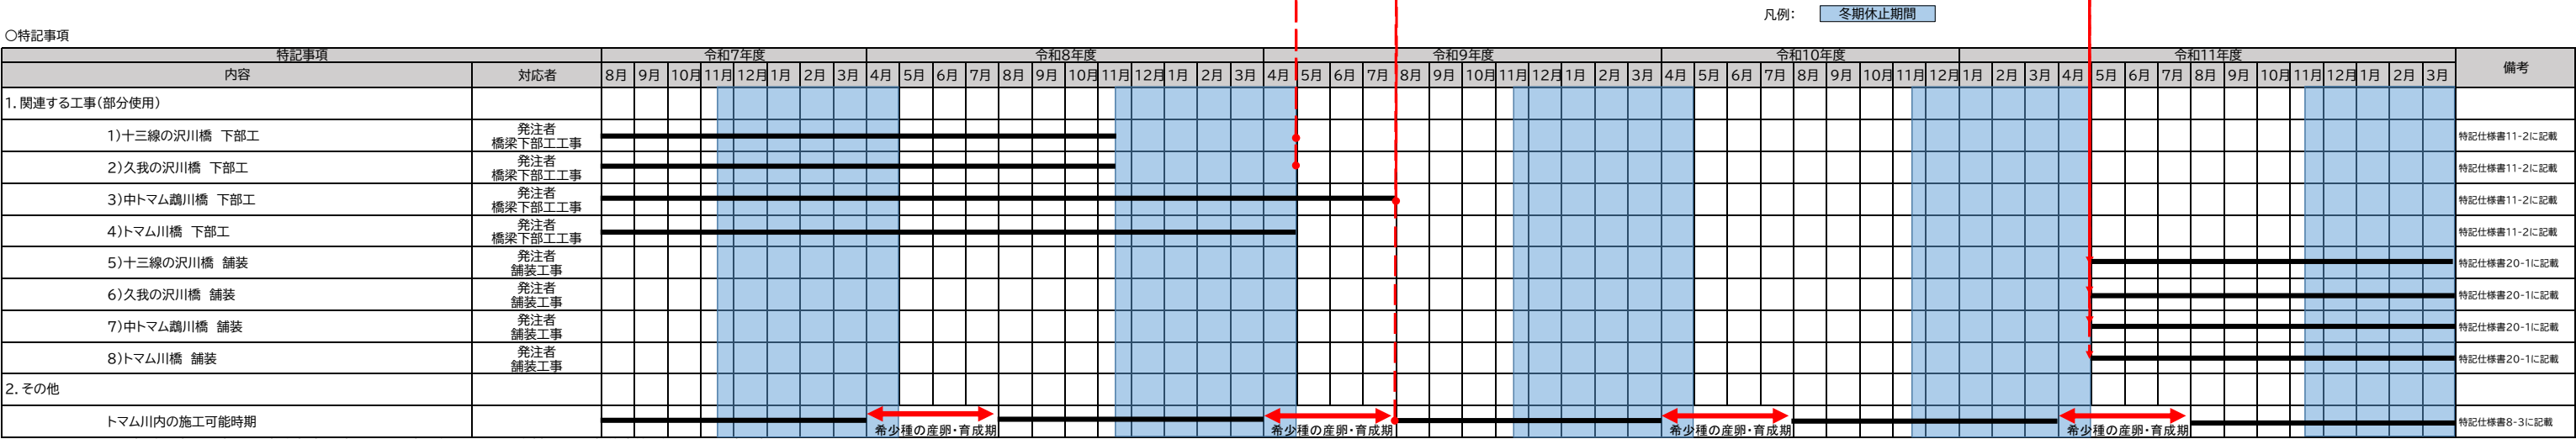 凡例：　冬期休止期間
〇特記事項
特記事項　令和7年度　令和8年度　令和9年度　令和10年度　令和11年度　備考
内容　対応者　8月　9月　10月　11月　12月　1月　2月　3月　4月　5月　6月　7月　8月　9月　10月　11月　12月　1月　2月　3月　4月　5月　6月　7月　8月　9月　10月　11月　12月　1月　2月　3月　4月　5月　6月　7月　8月　9月　10月　11月　12月　1月　2月　3月　4月　5月　6月　7月　8月　9月　10月　11月　12月　1月　2月　3月
1．関連する工事（部分使用）
1）十三線の沢川橋　下部工　発注者　特記仕様書11-2に記載
橋梁下部工工事
2）久我の沢川橋　下部工　発注者　特記仕様書11-2に記載
橋梁下部工工事
3）中トマム鵡川橋　下部工　発注者　特記仕様書11-2に記載
橋梁下部工工事
4）トマム川橋　下部工　発注者　特記仕様書11-2に記載
橋梁下部工工事
5）十三線の沢川橋　舗装　発注者　特記仕様書20-1に記載
舗装工事
6）久我の沢川橋　舗装　発注者　特記仕様書20-1に記載
舗装工事
7）中トマム鵡川橋　舗装　発注者　特記仕様書20-1に記載
舗装工事
8）トマム川橋　舗装　発注者　特記仕様書20-1に記載
舗装工事
2．その他
トマム川内の施工可能時期　特記仕様書8-3に記載
希少種の産卵・育成期　希少種の産卵・育成期　希少種の産卵・育成期　希少種の産卵・育成期